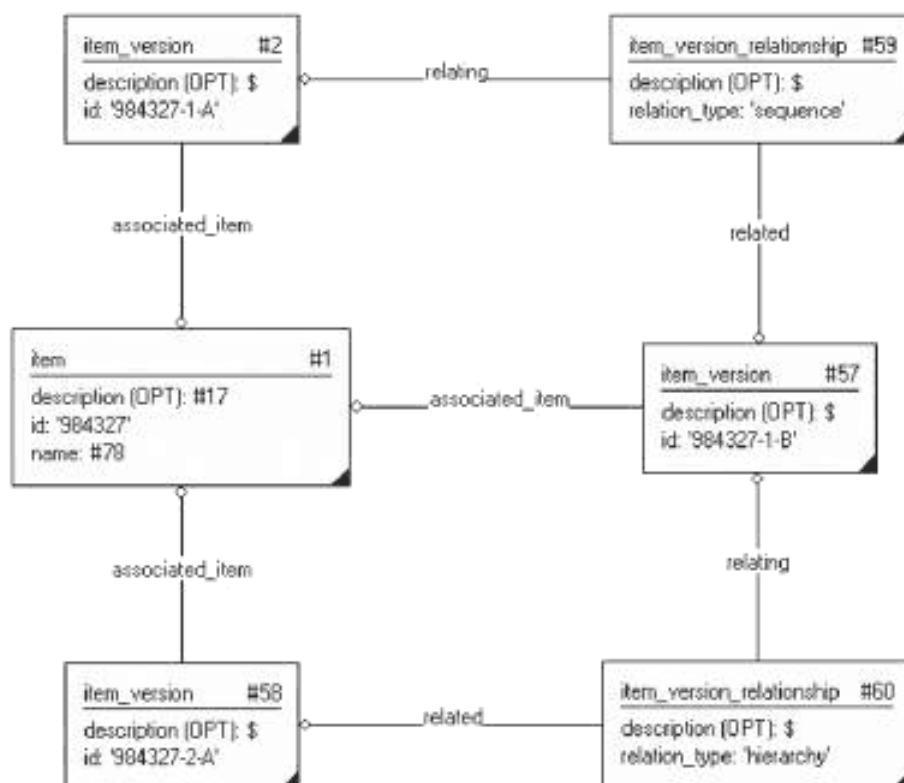 item_version #2
description (OPT): $
id: '984327-1-A'
relating
item_version_relationship #59
description (OPT): $
relation_type: 'sequence'
associated_item
related
item #1
description (OPT): #17
id: '984327'
name: #78
associated_item
item_version #57
description (OPT): $
id: '984327-1-B'
associated_item
relating
item_version #58
description (OPT): $
id: '984327-2-A'
related
item_version_relationship #60
description (OPT): $
relation_type: 'hierarchy'